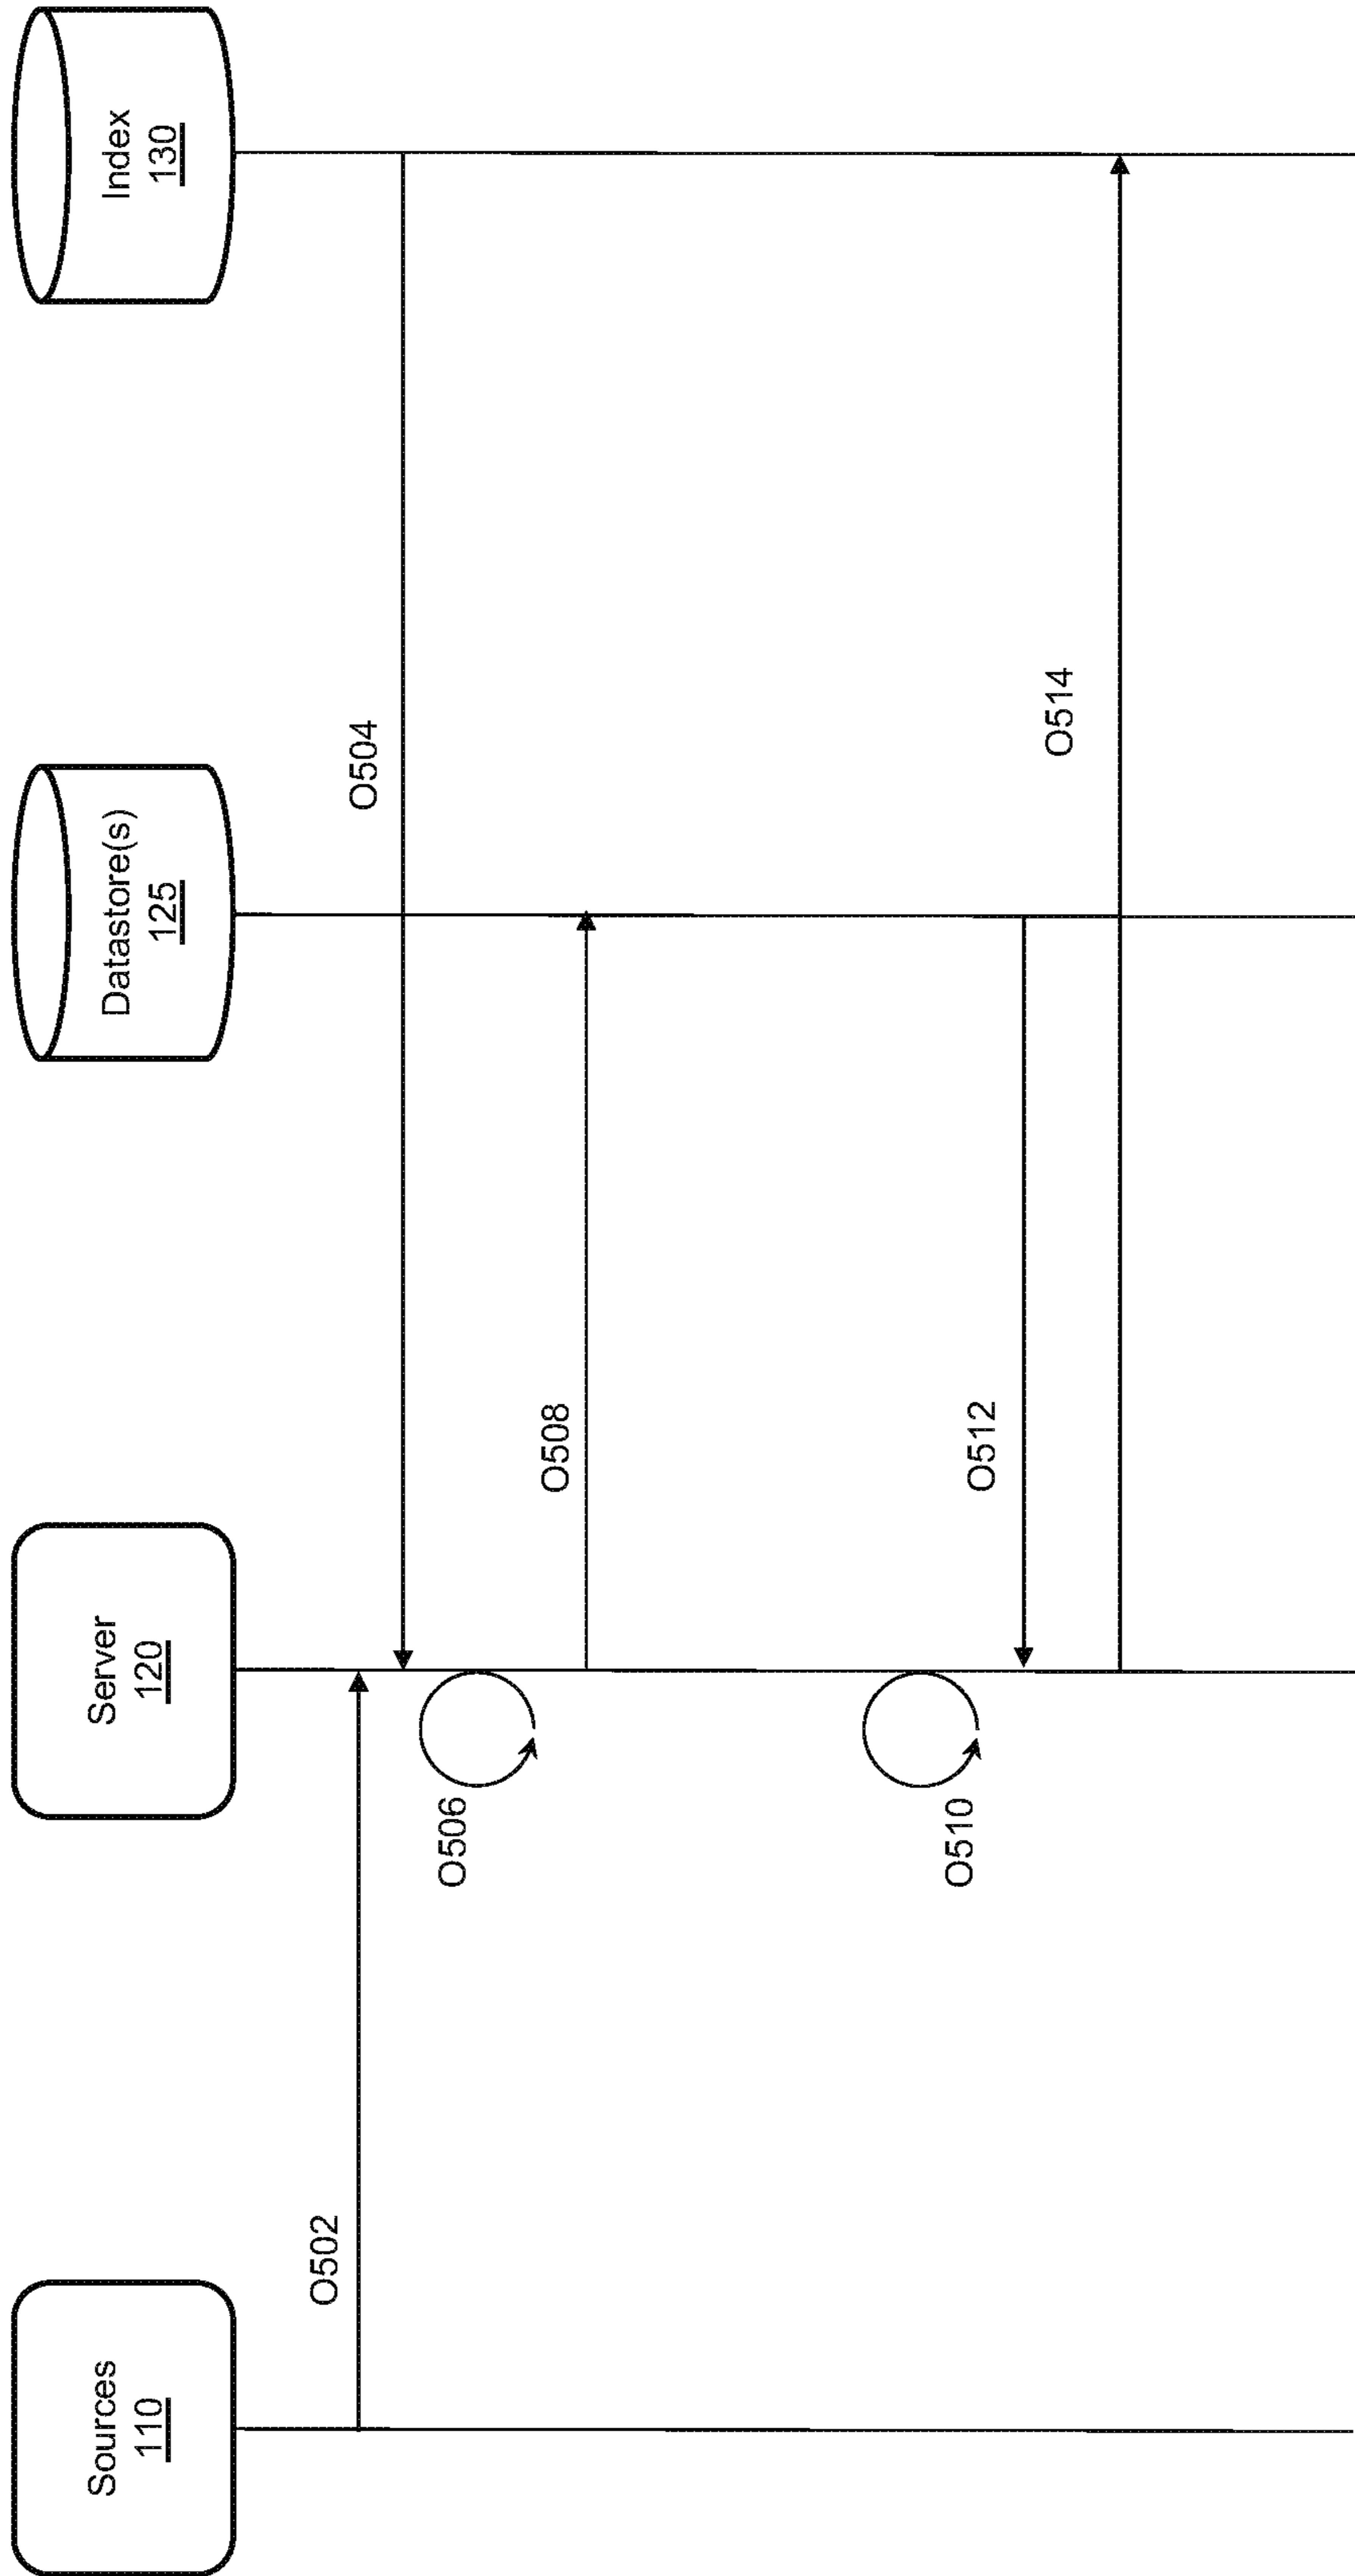 Sources
110
Server
120
Datastore(s)
125
Index
130
O502
O504
O506
O508
O510
O512
O514